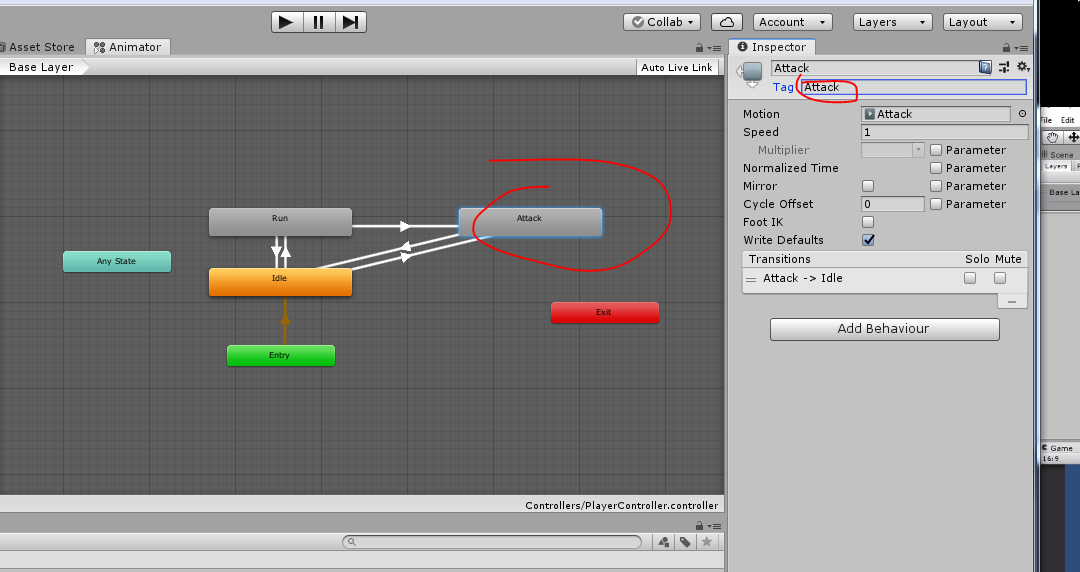 Collab
Account
Layers
Layout
Asset Store
Animator
Inspector
Base Layer
Auto Live Link
Attack
Tag
Attack
Motion
Attack
Speed
1
Multiplier
Parameter
Normalized Time
Parameter
Mirror
Parameter
Cycle Offset
0
Parameter
Foot IK
Write Defaults
Transitions
Solo
Mute
Attack -> Idle
Add Behaviour
Run
Attack
Any State
Idle
Exit
Entry
Controllers/PlayerController.controller
File
Edit
Scene
Layers
Base La
Game
16:9